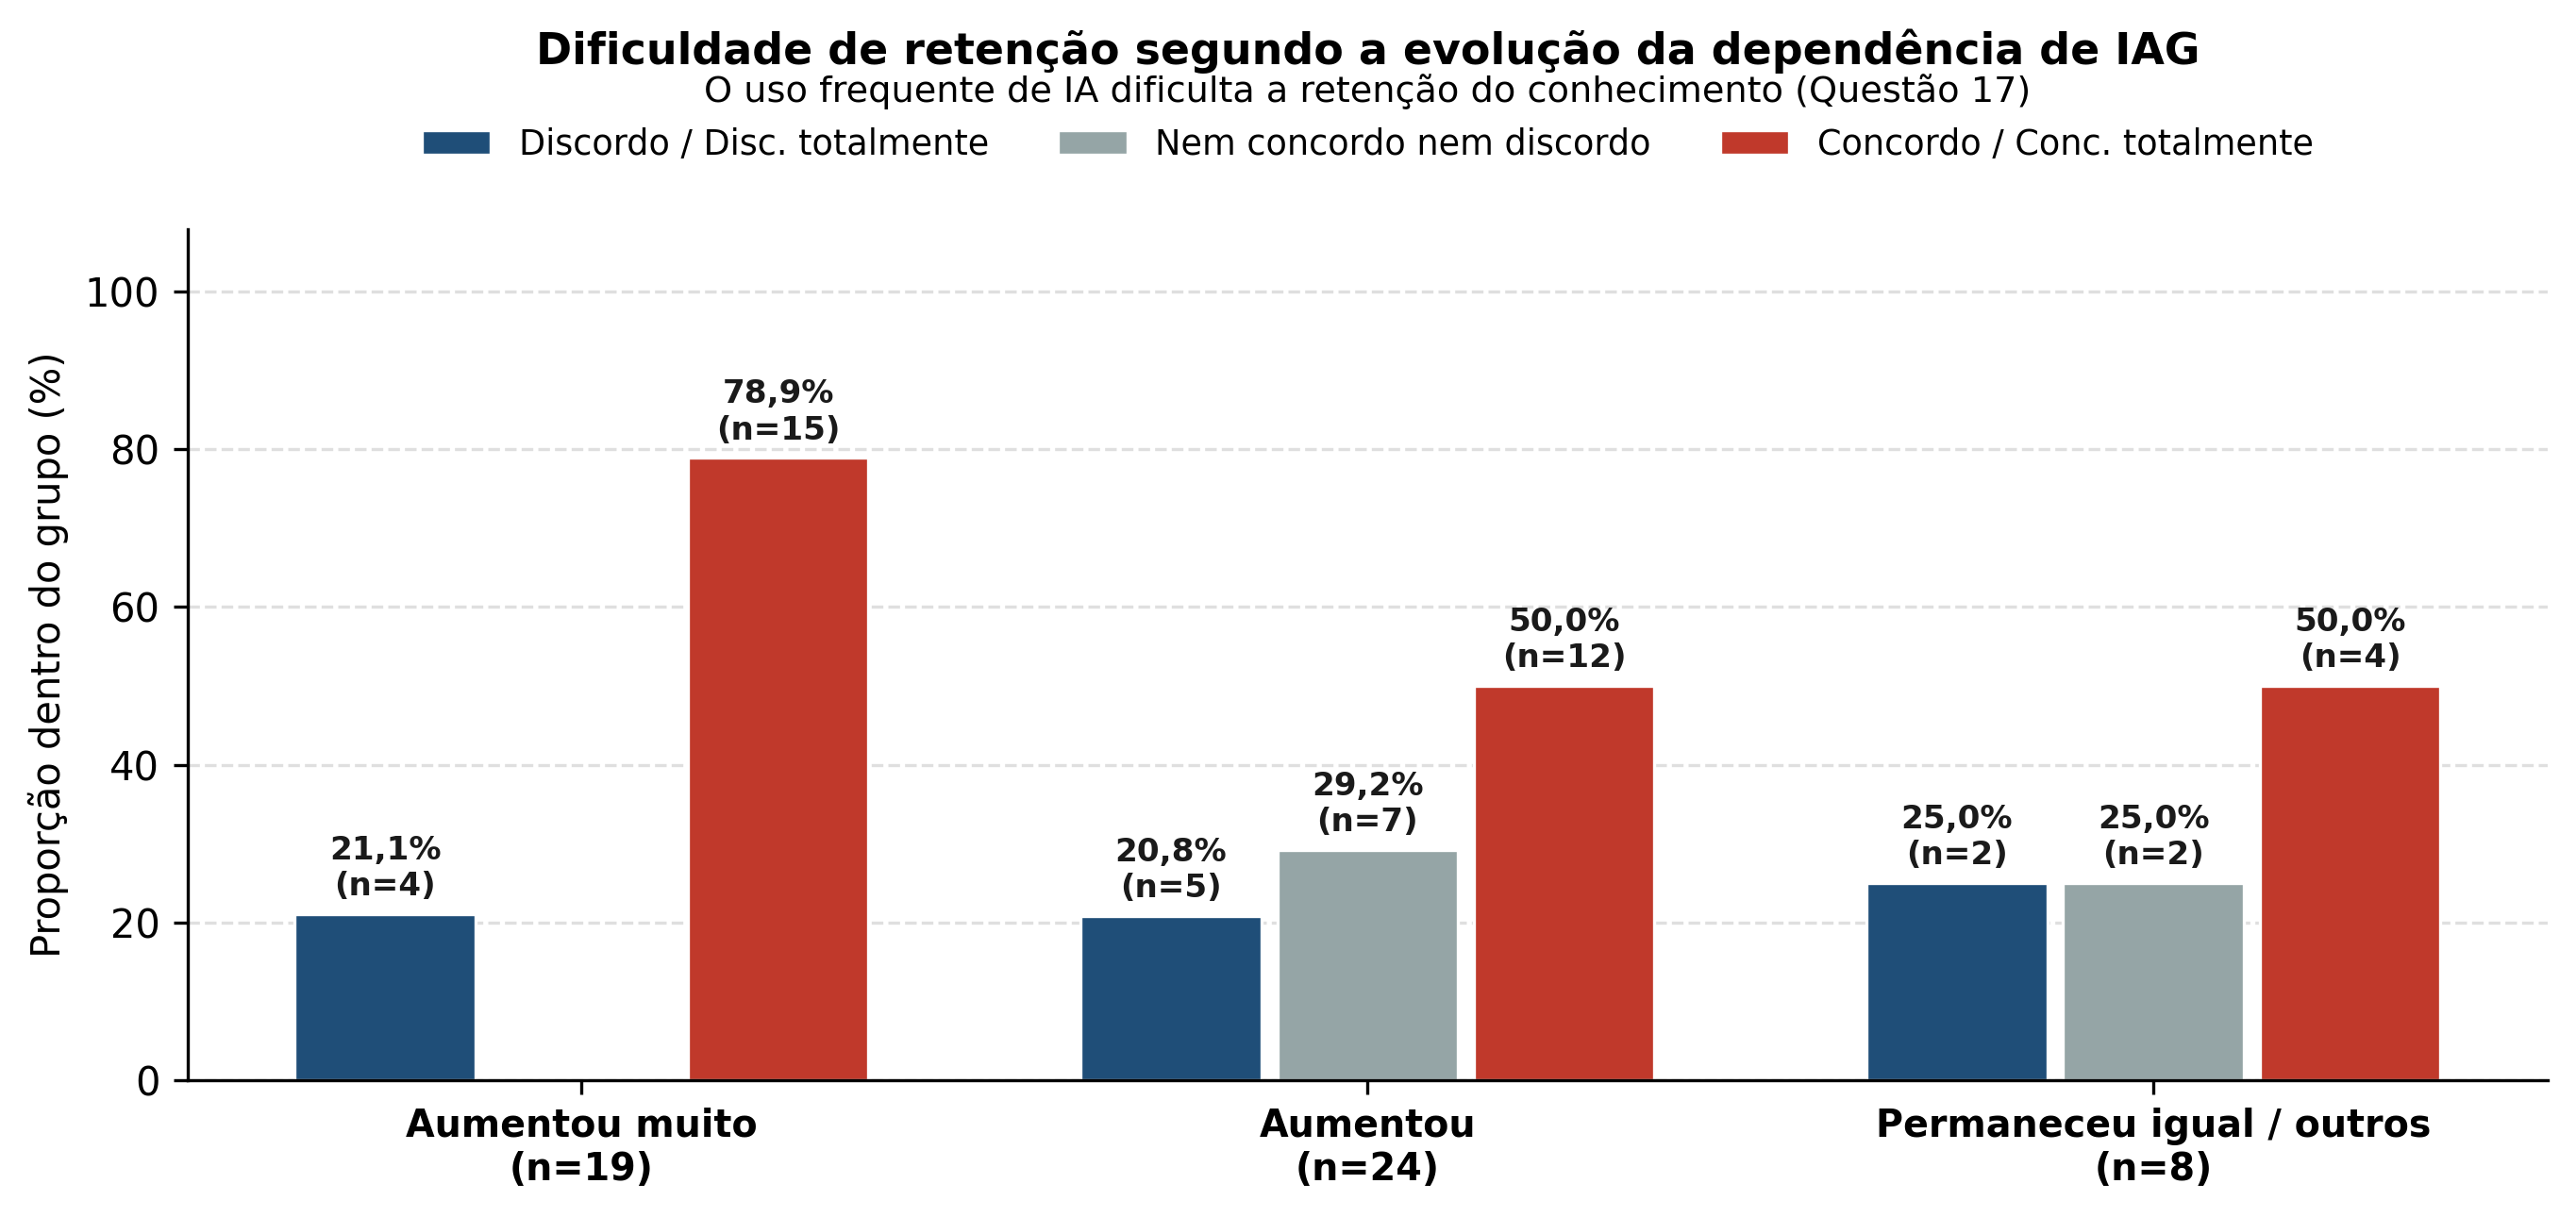 Dificuldade de retenção segundo a evolução da dependência de IAG
O uso frequente de IA dificulta a retenção do conhecimento (Questão 17)
Discordo / Disc. totalmente
Nem concordo nem discordo
Concordo / Conc. totalmente
Proporção dentro do grupo (%)
100
80
60
40
20
0
21,1%
(n=4)
78,9%
(n=15)
20,8%
(n=5)
29,2%
(n=7)
50,0%
(n=12)
25,0%
(n=2)
25,0%
(n=2)
50,0%
(n=4)
Aumentou muito
(n=19)
Aumentou
(n=24)
Permaneceu igual / outros
(n=8)